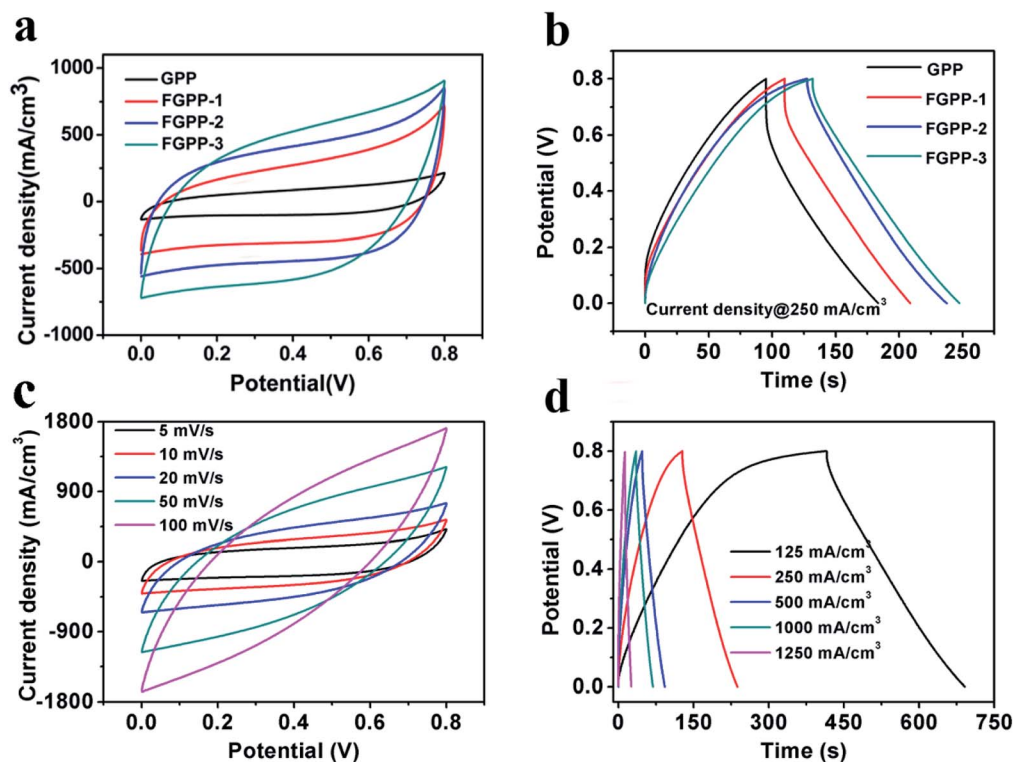 a
1000
500
0
-500
-1000
Current density(mA/cm3)
GPP
FGPP-1
FGPP-2
FGPP-3
0.0 0.2 0.4 0.6 0.8
Potential(V)
b
0.8
0.6
0.4
0.2
0.0
Potential (V)
GPP
FGPP-1
FGPP-2
FGPP-3
Current density@250 mA/cm³
0 50 100 150 200 250
Time (s)
c
1800
900
0
-900
-1800
Current density (mA/cm³)
5 mV/s
10 mV/s
20 mV/s
50 mV/s
100 mV/s
0.0 0.2 0.4 0.6 0.8
Potential (V)
d
0.8
0.6
0.4
0.2
0.0
Potential (V)
125 mA/cm³
250 mA/cm³
500 mA/cm³
1000 mA/cm³
1250 mA/cm³
0 150 300 450 600 750
Time (s)